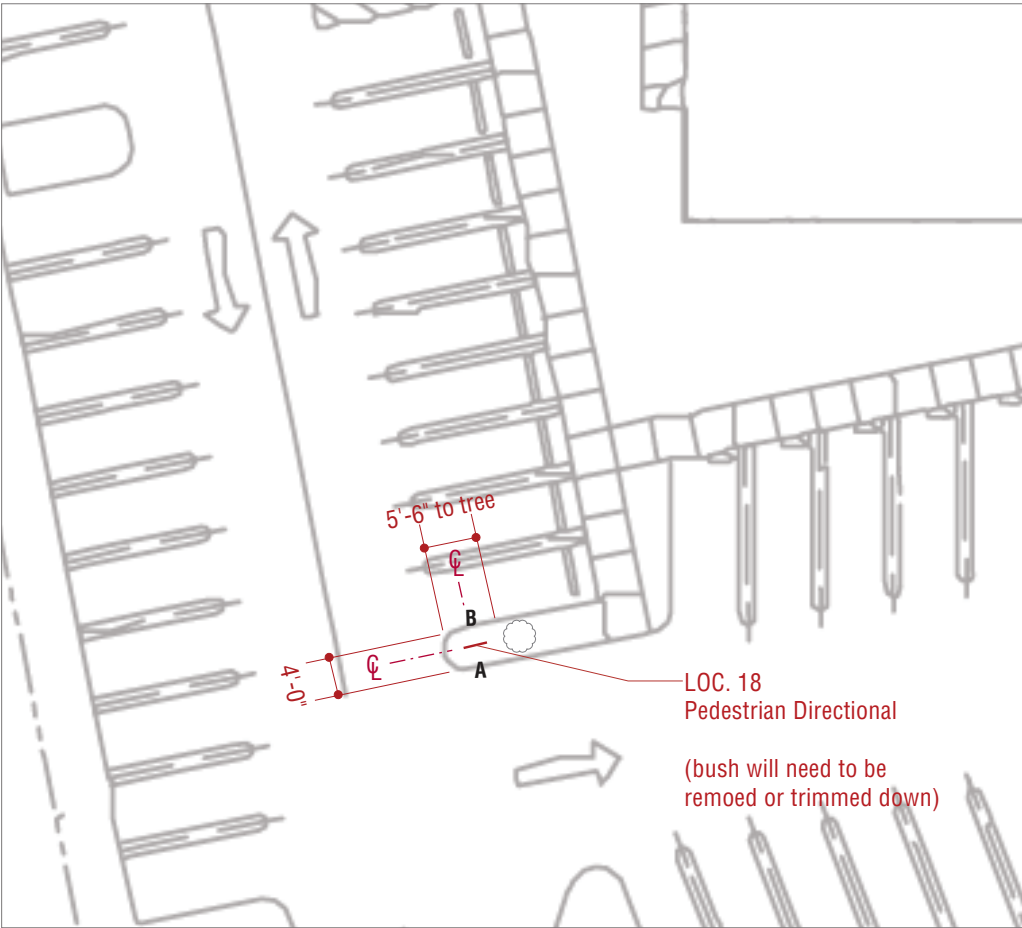 5'-6" to tree
℄
B
℄
A
4'-0"
LOC. 18
Pedestrian Directional
(bush will need to be
remoed or trimmed down)